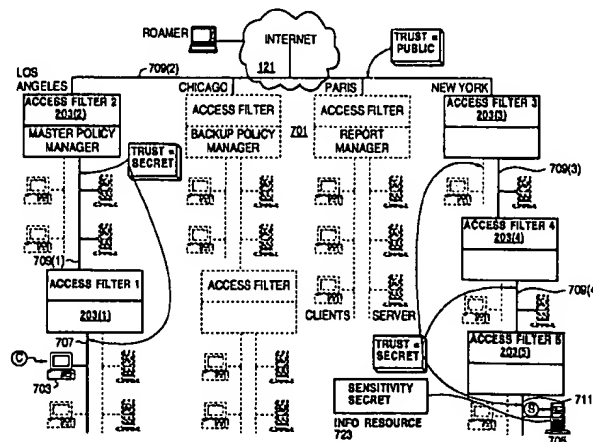 ROAMER
INTERNET
121
TRUST =
PUBLIC
709(2)
LOS
ANGELES
CHICAGO
PARIS
NEW YORK
ACCESS FILTER 2
203(2)
MASTER POLICY
MANAGER
ACCESS FILTER
BACKUP POLICY
MANAGER
701
ACCESS FILTER
REPORT
MANAGER
ACCESS FILTER 3
203(3)
TRUST =
SECRET
709(3)
ACCESS FILTER 4
203(4)
709(1)
ACCESS FILTER 1
203(1)
ACCESS FILTER
CLIENTS
SERVER
709(4
707
TRUST =
SECRET
ACCESS FILTER 5
203(5)
C
703
SENSITIVITY
SECRET
S
711
INFO RESOURCE
723